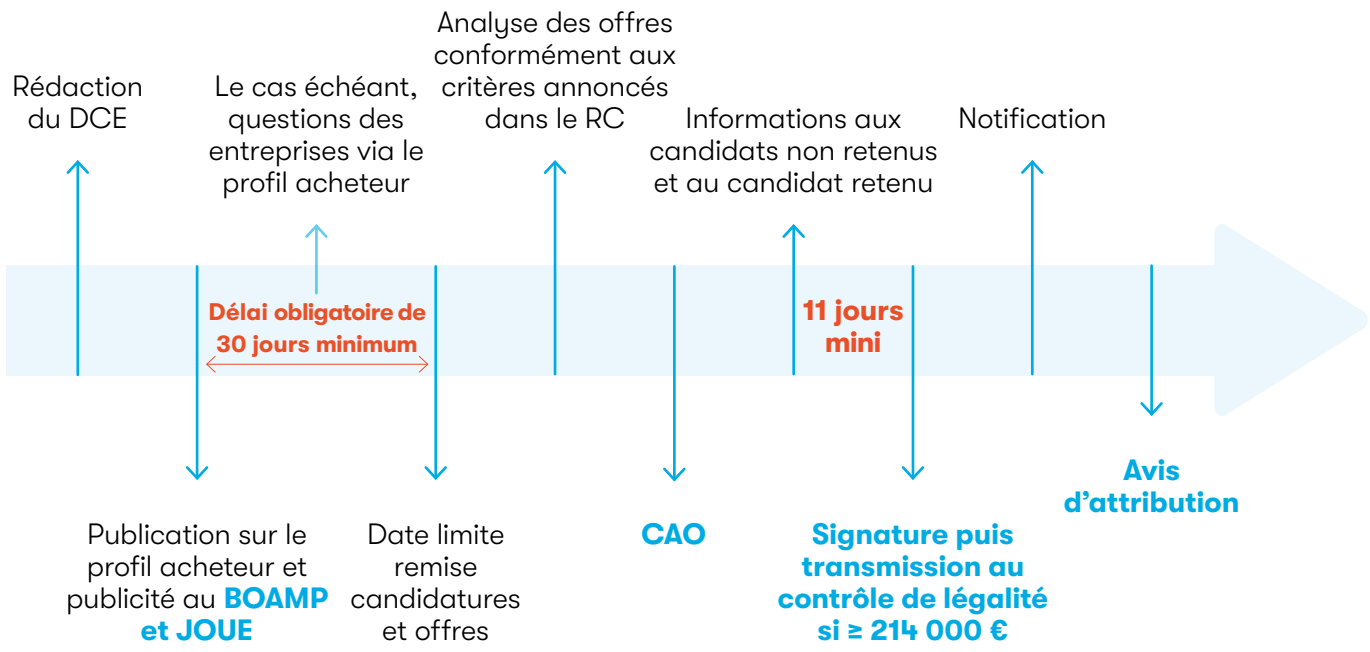 Rédaction
du DCE
Le cas échéant,
questions des
entreprises via le
profil acheteur
Analyse des offres
conformément aux
critères annoncés
dans le RC
Informations aux
candidats non retenus
et au candidat retenu
Notification
Délai obligatoire de
30 jours minimum
11 jours
mini
Publication sur le
profil acheteur et
publicité au BOAMP
et JOUE
Date limite
remise
candidatures
et offres
CAO
Signature puis
transmission au
contrôle de légalité
si ≥ 214 000 €
Avis
d'attribution